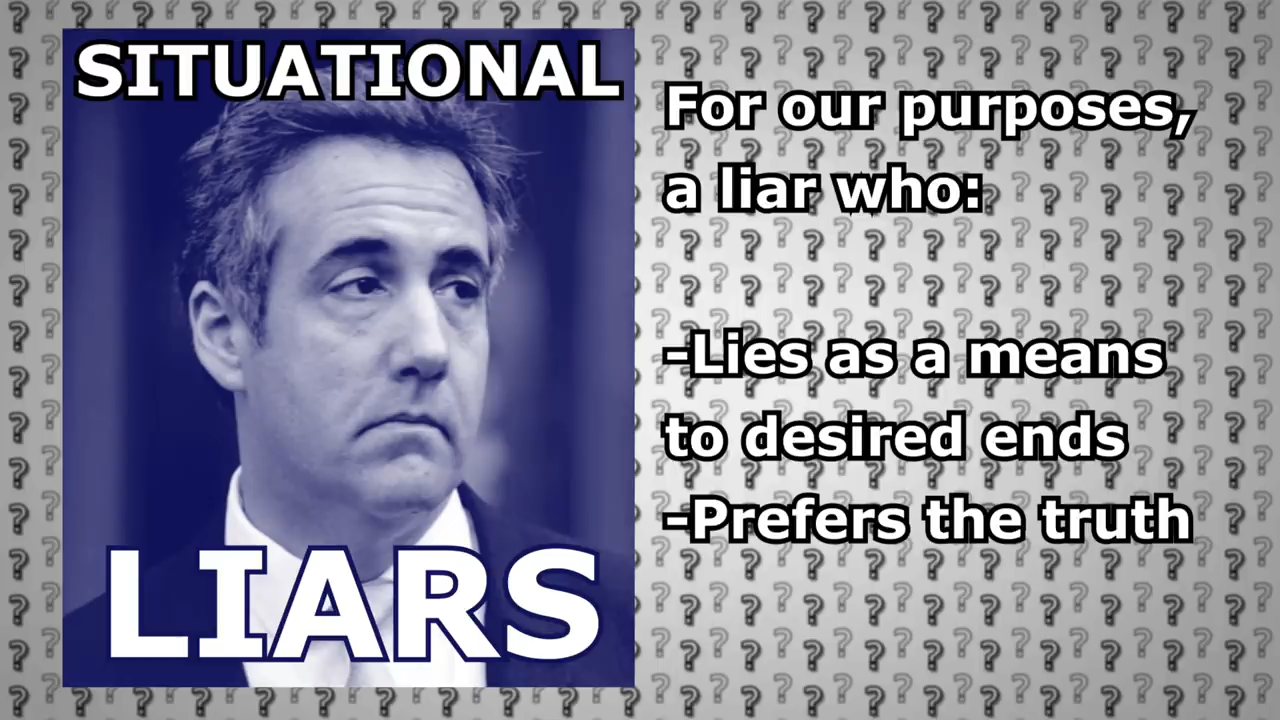 SITUATIONAL
LIARS
For our purposes,
a liar who:
-Lies as a means
to desired ends
-Prefers the truth